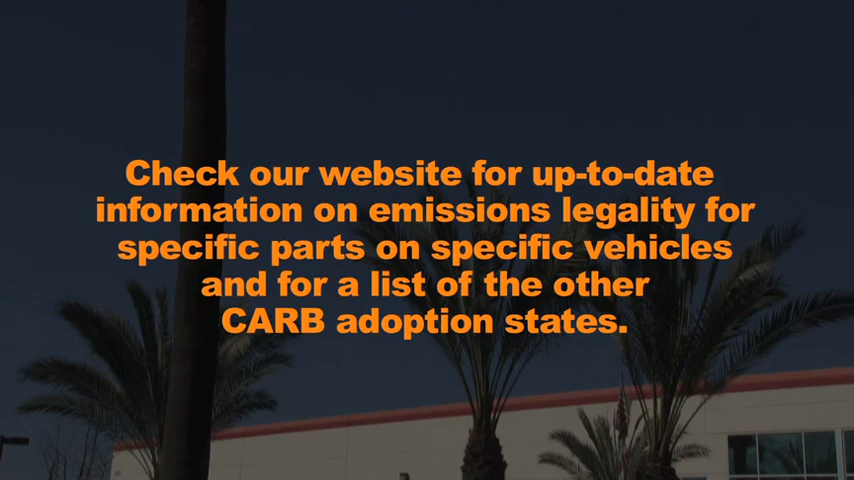 Check our website for up-to-date
information on emissions legality for
specific parts on specific vehicles
and for a list of the other
CARB adoption states.